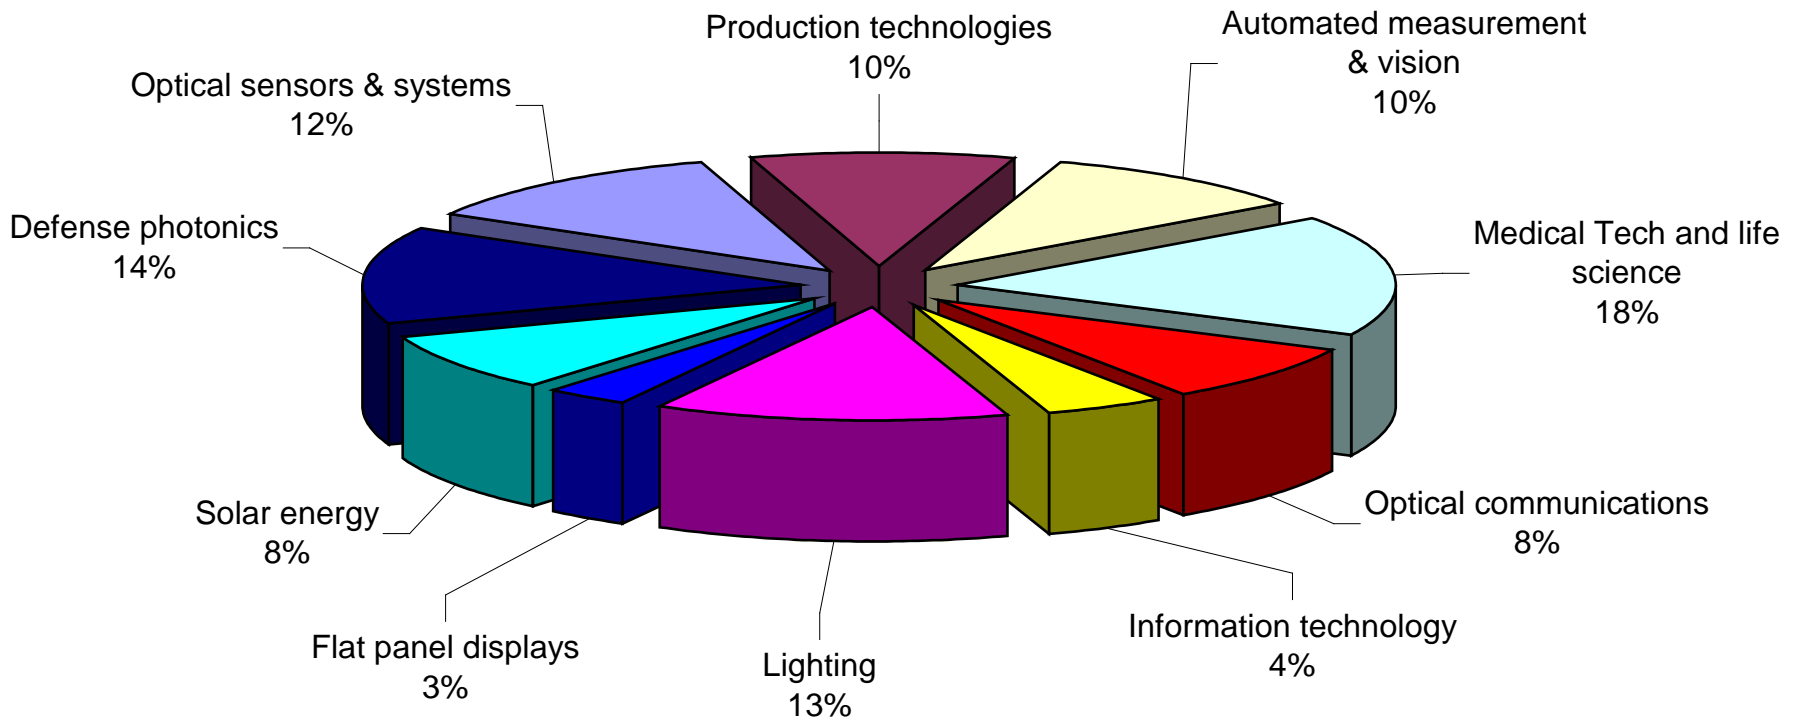 Production technologies
10%
Automated measurement
& vision
10%
Optical sensors & systems
12%
Defense photonics
14%
Medical Tech and life
science
18%
Solar energy
8%
Optical communications
8%
Flat panel displays
3%
Lighting
13%
Information technology
4%